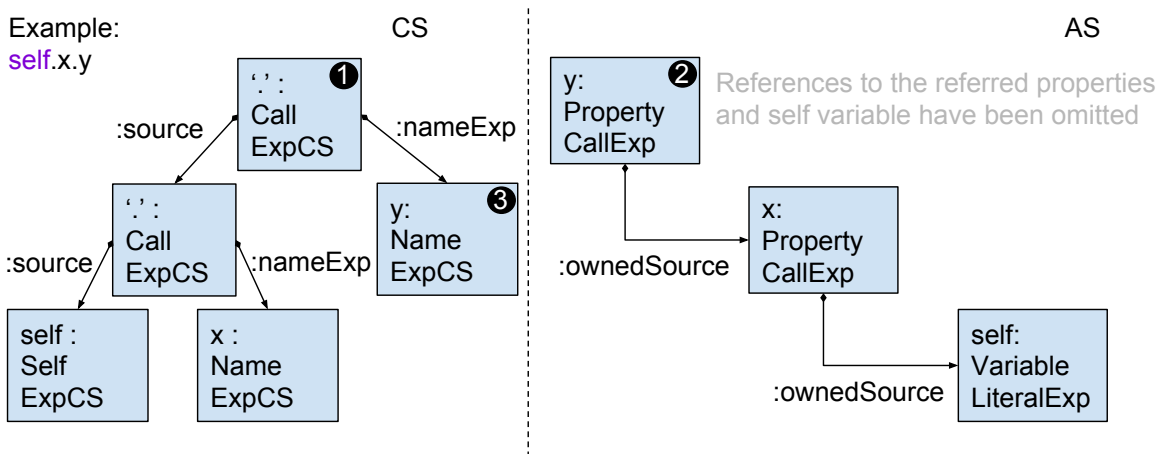 Example:
self.x.y
CS
AS
‘.’ :
Call
ExpCS
1
:source
:nameExp
‘.’ :
Call
ExpCS
y:
Name
ExpCS
3
:source
:nameExp
self :
Self
ExpCS
x :
Name
ExpCS
y:
Property
CallExp
2
References to the referred properties
and self variable have been omitted
:ownedSource
x:
Property
CallExp
:ownedSource
self:
Variable
LiteralExp